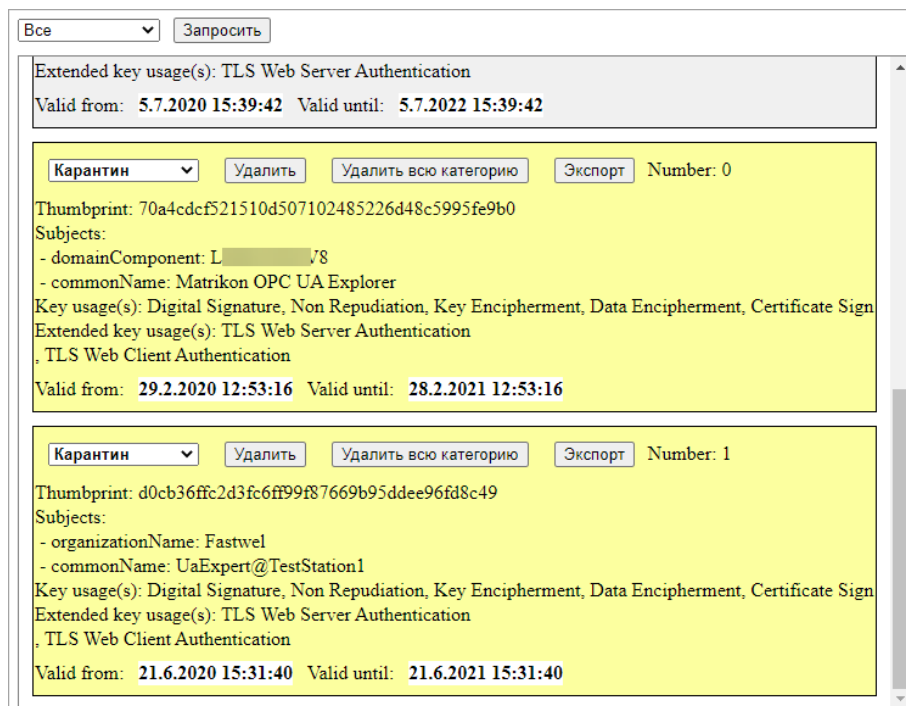 Все Запросить
Extended key usage(s): TLS Web Server Authentication
Valid from: 5.7.2020 15:39:42 Valid until: 5.7.2022 15:39:42
Карантин Удалить Удалить всю категорию Экспорт Number: 0
Thumbprint: 70a4cdcf521510d507102485226d48c5995fe9b0
Subjects:
- domainComponent: L V8
- commonName: Matrikon OPC UA Explorer
Key usage(s): Digital Signature, Non Repudiation, Key Encipherment, Data Encipherment, Certificate Sign
Extended key usage(s): TLS Web Server Authentication
, TLS Web Client Authentication
Valid from: 29.2.2020 12:53:16 Valid until: 28.2.2021 12:53:16
Карантин Удалить Удалить всю категорию Экспорт Number: 1
Thumbprint: d0cb36ffc2d3fc6ff99f87669b95ddee96fd8c49
Subjects:
- organizationName: Fastwel
- commonName: UaExpert@TestStation1
Key usage(s): Digital Signature, Non Repudiation, Key Encipherment, Data Encipherment, Certificate Sign
Extended key usage(s): TLS Web Server Authentication
, TLS Web Client Authentication
Valid from: 21.6.2020 15:31:40 Valid until: 21.6.2021 15:31:40